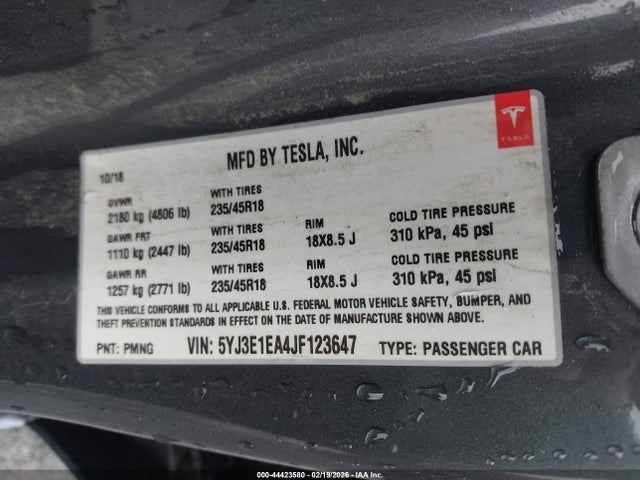 TESLA
MFD BY TESLA, INC.
10/18
GVWR WITH TIRES
2180 kg (4806 lb) 235/45R18
GAWR FRT WITH TIRES RIM COLD TIRE PRESSURE
1110 kg (2447 lb) 235/45R18 18X8.5 J 310 kPa, 45 psi
GAWR RR WITH TIRES RIM COLD TIRE PRESSURE
1257 kg (2771 lb) 235/45R18 18X8.5 J 310 kPa, 45 psi
THIS VEHICLE CONFORMS TO ALL APPLICABLE U.S. FEDERAL MOTOR VEHICLE SAFETY, BUMPER, AND
THEFT PREVENTION STANDARDS IN EFFECT ON THE DATE OF MANUFACTURE SHOWN ABOVE.
PNT: PMNG VIN: 5YJ3E1EA4JF123647 TYPE: PASSENGER CAR
000-44423580 - 02/19/2026 - IAA Inc.